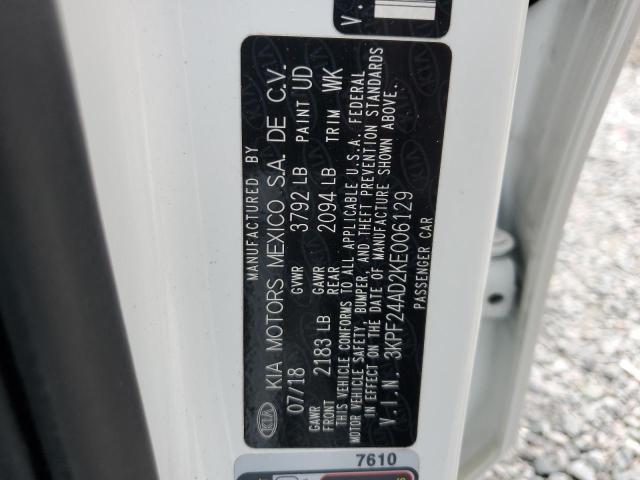 MANUFACTURED BY
KIA KIA MOTORS MEXICO S.A. DE C.V.
07/18 GVWR 3792 LB PAINT UD
GAWR FRONT 2183 LB GAWR REAR 2094 LB TRIM WK
THIS VEHICLE CONFORMS TO ALL APPLICABLE U.S.A. FEDERAL
MOTOR VEHICLE SAFETY, BUMPER, AND THEFT PREVENTION STANDARDS
IN EFFECT ON THE DATE OF MANUFACTURE SHOWN ABOVE.
V.I.N. 3KPF24AD2KE006129
PASSENGER CAR
V.
7610